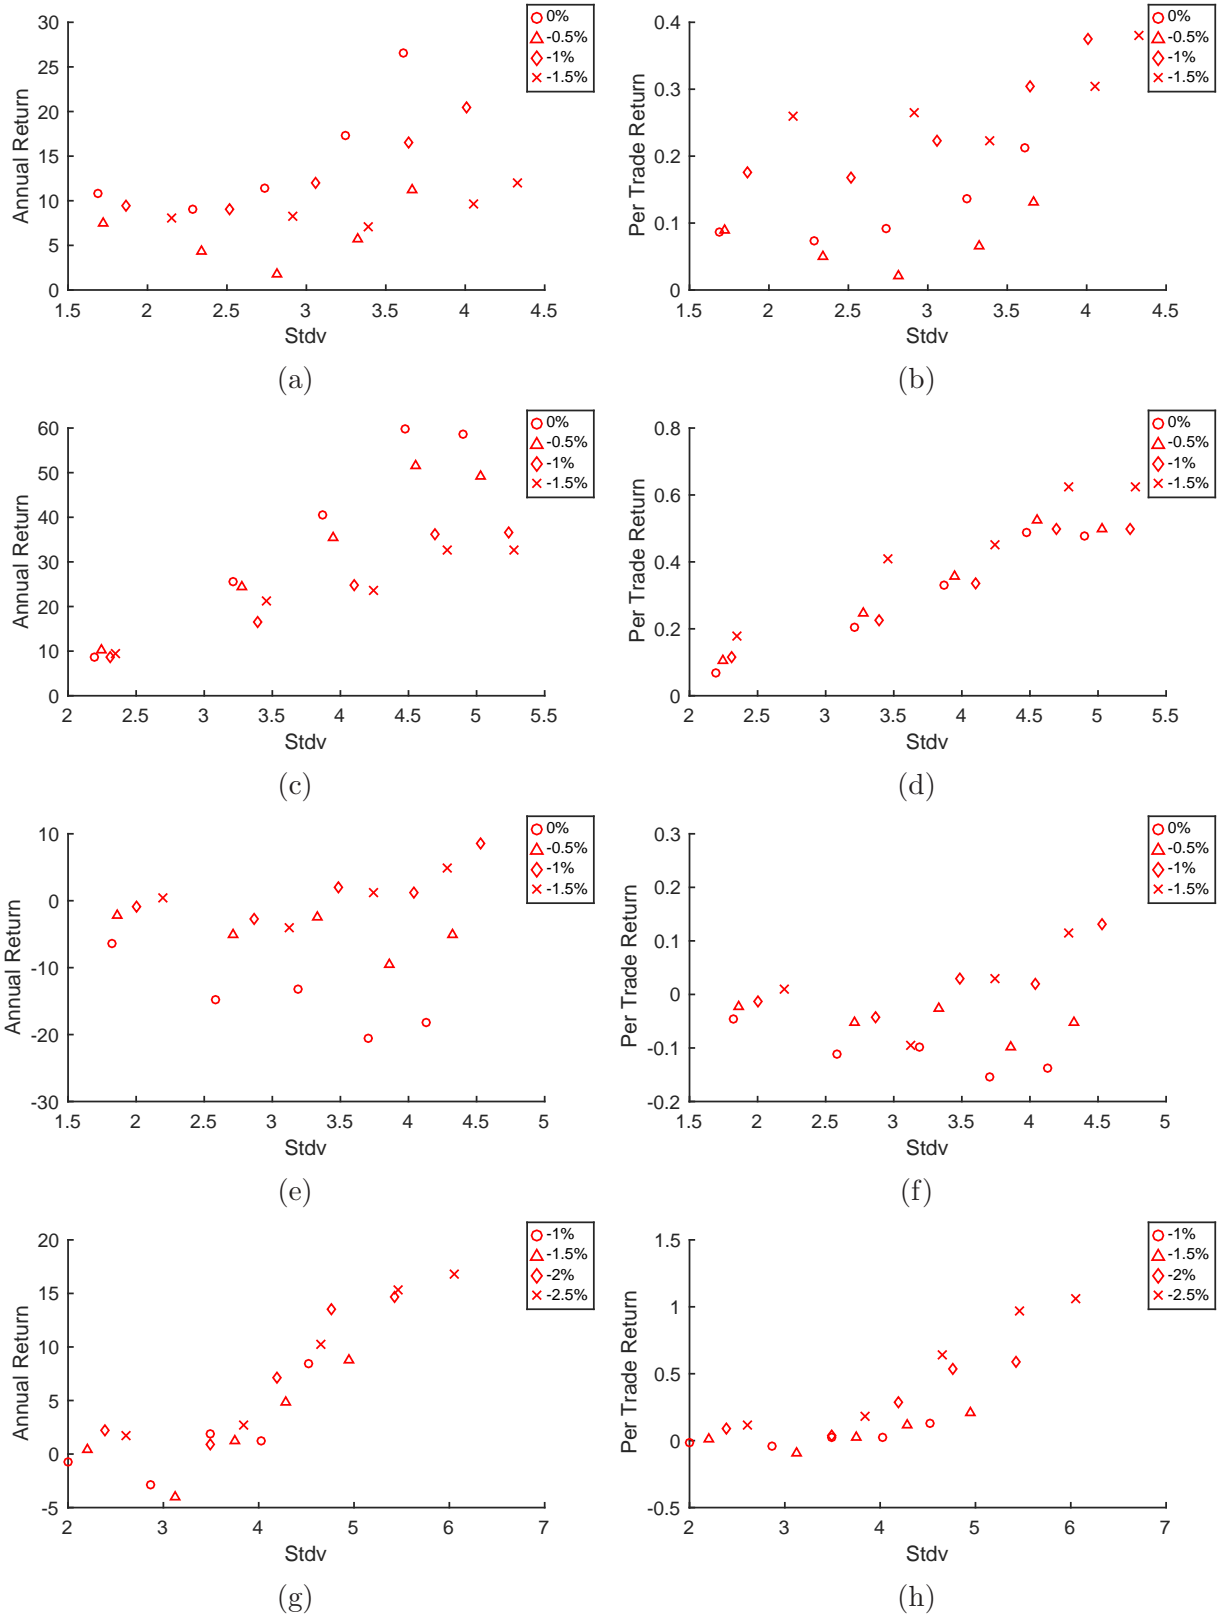 30
25
20
15
10
5
0
Annual Return
1.5 2 2.5 3 3.5 4 4.5
Stdv
0%
-0.5%
-1%
-1.5%
(a)
0.4
0.3
0.2
0.1
0
Per Trade Return
1.5 2 2.5 3 3.5 4 4.5
Stdv
0%
-0.5%
-1%
-1.5%
(b)
60
50
40
30
20
10
0
Annual Return
2 2.5 3 3.5 4 4.5 5 5.5
Stdv
0%
-0.5%
-1%
-1.5%
(c)
0.8
0.6
0.4
0.2
0
Per Trade Return
2 2.5 3 3.5 4 4.5 5 5.5
Stdv
0%
-0.5%
-1%
-1.5%
(d)
10
0
-10
-20
-30
Annual Return
1.5 2 2.5 3 3.5 4 4.5 5
Stdv
0%
-0.5%
-1%
-1.5%
(e)
0.3
0.2
0.1
0
-0.1
-0.2
Per Trade Return
1.5 2 2.5 3 3.5 4 4.5 5
Stdv
0%
-0.5%
-1%
-1.5%
(f)
20
15
10
5
0
-5
Annual Return
2 3 4 5 6 7
Stdv
-1%
-1.5%
-2%
-2.5%
(g)
1.5
1
0.5
0
-0.5
Per Trade Return
2 3 4 5 6 7
Stdv
-1%
-1.5%
-2%
-2.5%
(h)